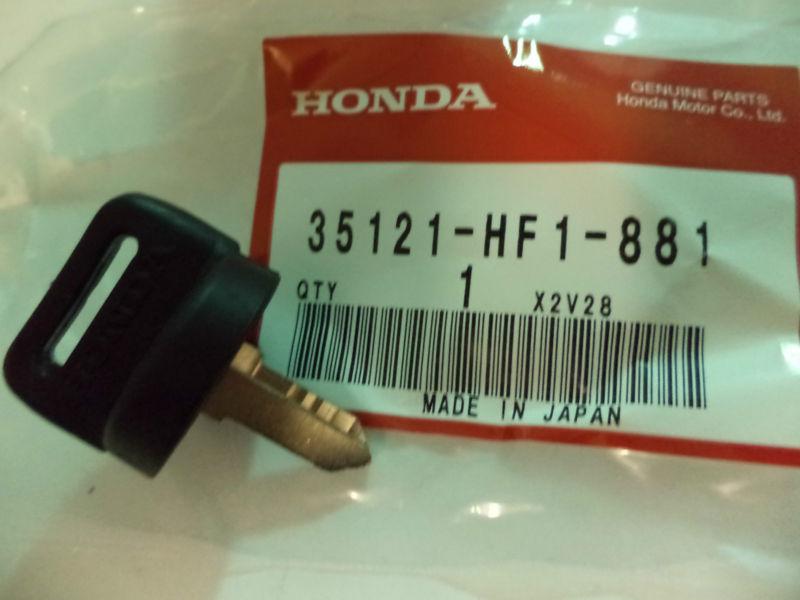 HONDA
GENUINE PARTS
Honda Motor Co., Ltd.
35121-HF1-881
QTY 1 X2V28
MADE IN JAPAN